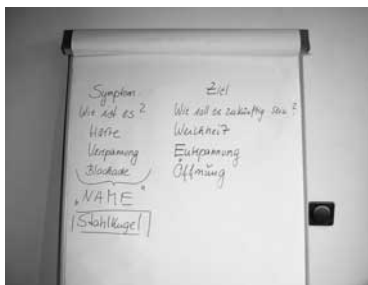 Symptom
Wie ist es?
Härte
Verspannung
Blockade
"NAME"
Stahlkugel
Ziel
Wie soll es zukünftig sein?
Weichheit
Entspannung
Öffnung